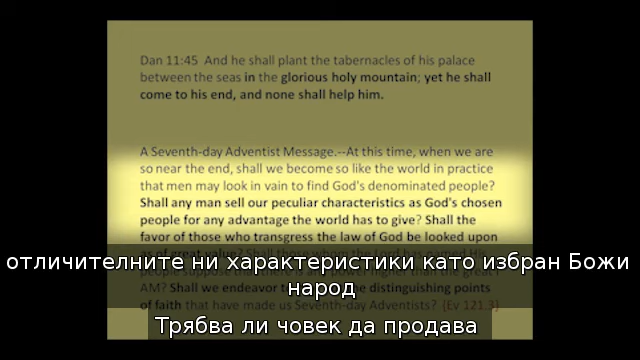 Dan 11:45 And he shall plant the tabernacles of his palace
between the seas in the glorious holy mountain; yet he shall
come to his end, and none shall help him.
A Seventh-day Adventist Message.--At this time, when we are
so near the end, shall we become so like the world in practice
that men may look in vain to find God's denominated people?
Shall any man sell our peculiar characteristics as God's chosen
people for any advantage the world has to give? Shall the
favor of those who transgress the law of God be looked upon
AM? Shall we endeavor distinguishing points
of faith that have made us Seventh-day Adventists? (Ev 121.3)
отличителните ни характеристики като избран Божи
народ
Трябва ли човек да продава